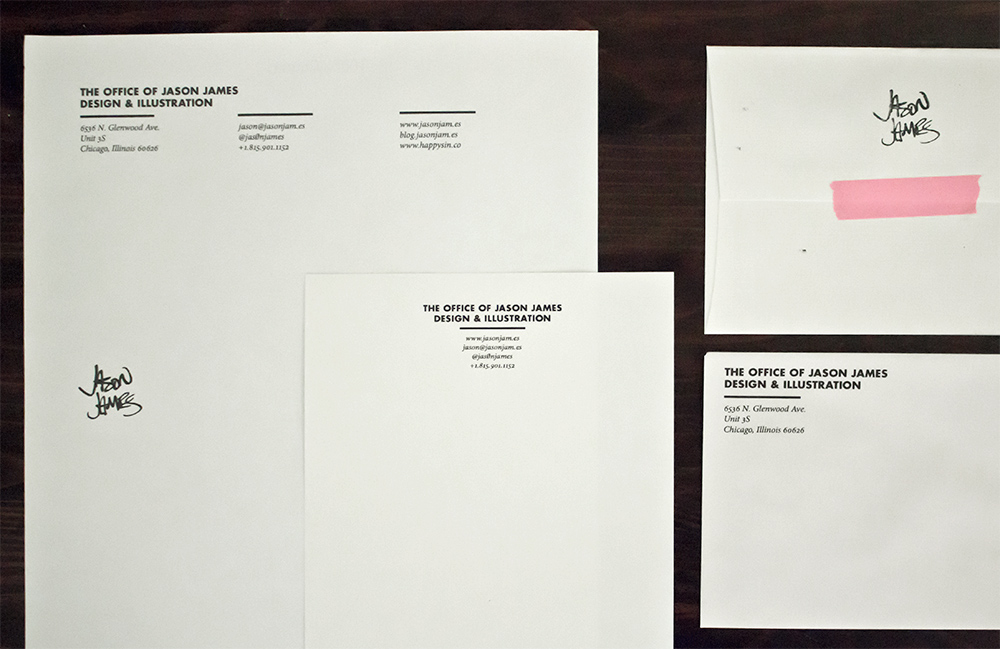 THE OFFICE OF JASON JAMES
DESIGN & ILLUSTRATION
6536 N. Glenwood Ave.
Unit 3S
Chicago, Illinois 60626
jason@jasonjam.es
@jas0njames
+1.815.901.1152
www.jasonjam.es
blog.jasonjam.es
www.happysin.co
JASON
JAMES
THE OFFICE OF JASON JAMES
DESIGN & ILLUSTRATION
www.jasonjam.es
jason@jasonjam.es
@jas0njames
+1.815.901.1152
JASON
JAMES
THE OFFICE OF JASON JAMES
DESIGN & ILLUSTRATION
6536 N. Glenwood Ave.
Unit 3S
Chicago, Illinois 60626